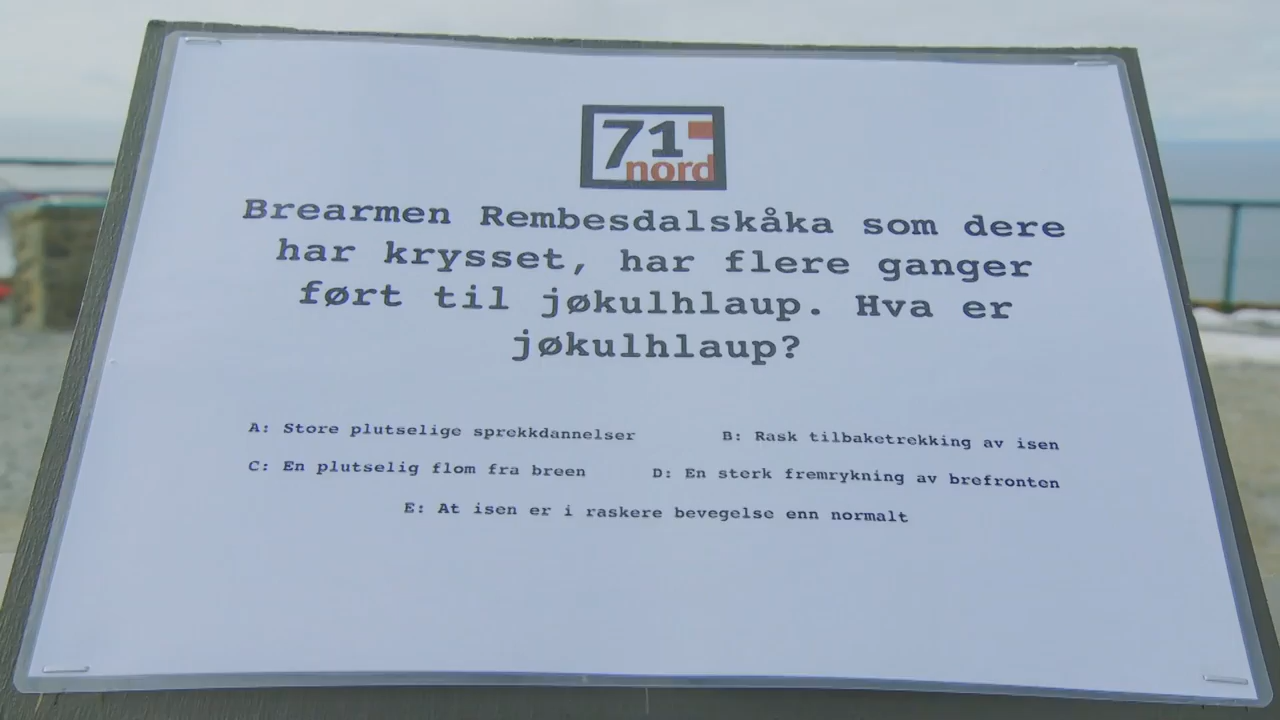 71°
nord
Brearmen Rembesdalskåka som dere
har krysset, har flere ganger
ført til jøkulhlaup. Hva er
jøkulhlaup?
A: Store plutselige sprekkdannelser B: Rask tilbaketrekking av isen
C: En plutselig flom fra breen D: En sterk fremrykning av brefronten
E: At isen er i raskere bevegelse enn normalt